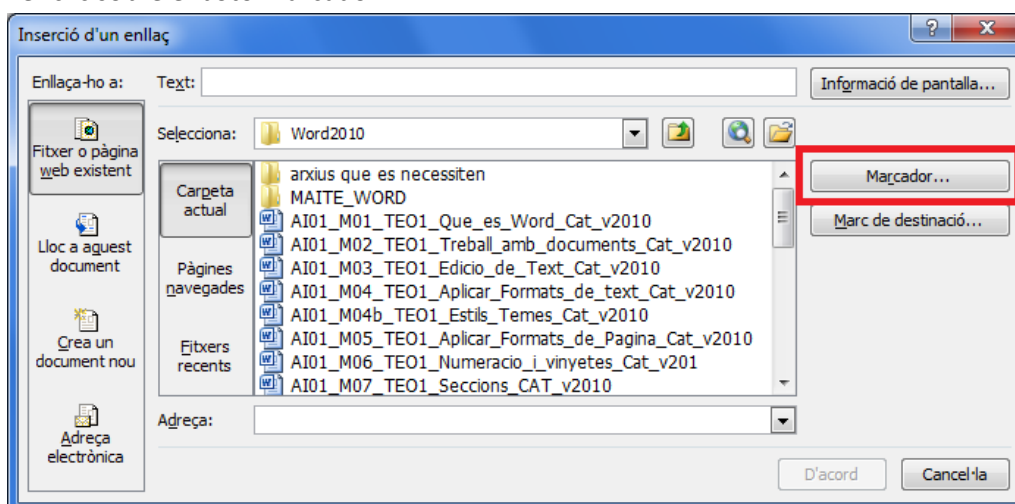 Inserció d'un enllaç
Enllaça-ho a:
Text:
Informació de pantalla...
Fitxer o pàgina
web existent
Selecciona:
Word2010
Marcador...
Marc de destinació...
Carpeta
actual
Pàgines
navegades
Fitxers
recents
arxius que es necessiten
MAITE_WORD
AI01_M01_TEO1_Que_es_Word_Cat_v2010
AI01_M02_TEO1_Treball_amb_documents_Cat_v2010
AI01_M03_TEO1_Edicio_de_Text_Cat_v2010
AI01_M04_TEO1_Aplicar_Formats_de_text_Cat_v2010
AI01_M04b_TEO1_Estils_Temes_Cat_v2010
AI01_M05_TEO1_Aplicar_Formats_de_Pagina_Cat_v2010
AI01_M06_TEO1_Numeracio_i_vinyetes_Cat_v201
AI01_M07_TEO1_Seccions_CAT_v2010
Lloc a aquest
document
Crea un
document nou
Adreça
electrònica
Adreça:
D'acord
Cancel·la